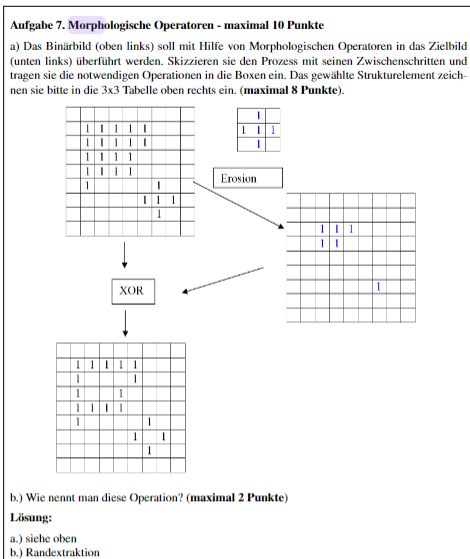 Aufgabe 7. Morphologische Operatoren - maximal 10 Punkte
a) Das Binärbild (oben links) soll mit Hilfe von Morphologischen Operatoren in das Zielbild
(unten links) überführt werden. Skizzieren sie den Prozess mit seinen Zwischenschritten und
tragen sie die notwendigen Operationen in die Boxen ein. Das gewählte Strukturelement zeich-
nen sie bitte in die 3x3 Tabelle oben rechts ein. (maximal 8 Punkte).
1
1 1 1
1
1 1 1 1 1
1 1 1 1 1
1 1 1 1
1 1 1 1
1 1
1 1 1
1
Erosion
1 1 1
1 1
1
XOR
1 1 1 1 1
1 1
1 1
1 1 1 1
1 1
1 1
1
b.) Wie nennt man diese Operation? (maximal 2 Punkte)
Lösung:
a.) siehe oben
b.) Randextraktion